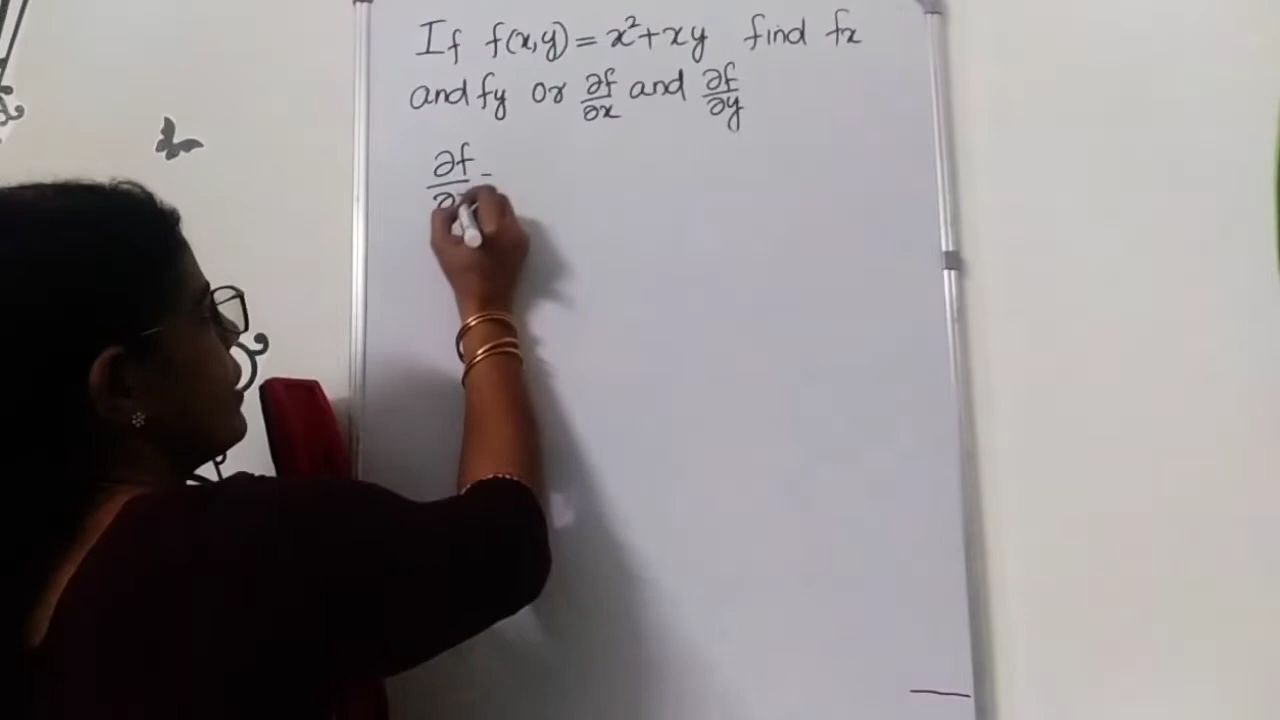 If f(x,y) = x²+xy find fx
and fy or ∂f/∂x and ∂f/∂y
∂f/∂x =